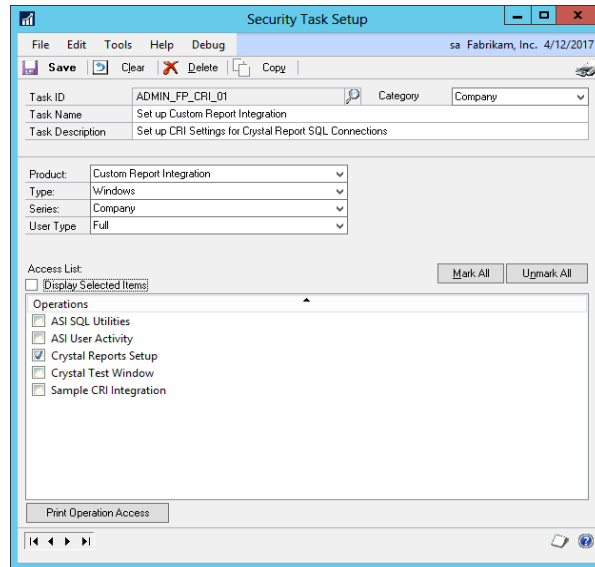 Security Task Setup
File Edit Tools Help Debug sa Fabrikam, Inc. 4/12/2017
Save Clear Delete Copy
Task ID ADMIN_FP_CRI_01 Category Company
Task Name Set up Custom Report Integration
Task Description Set up CRI Settings for Crystal Report SQL Connections
Product: Custom Report Integration
Type: Windows
Series: Company
User Type Full
Access List: Mark All Unmark All
Display Selected Items
Operations
ASI SQL Utilities
ASI User Activity
Crystal Reports Setup
Crystal Test Window
Sample CRI Integration
Print Operation Access